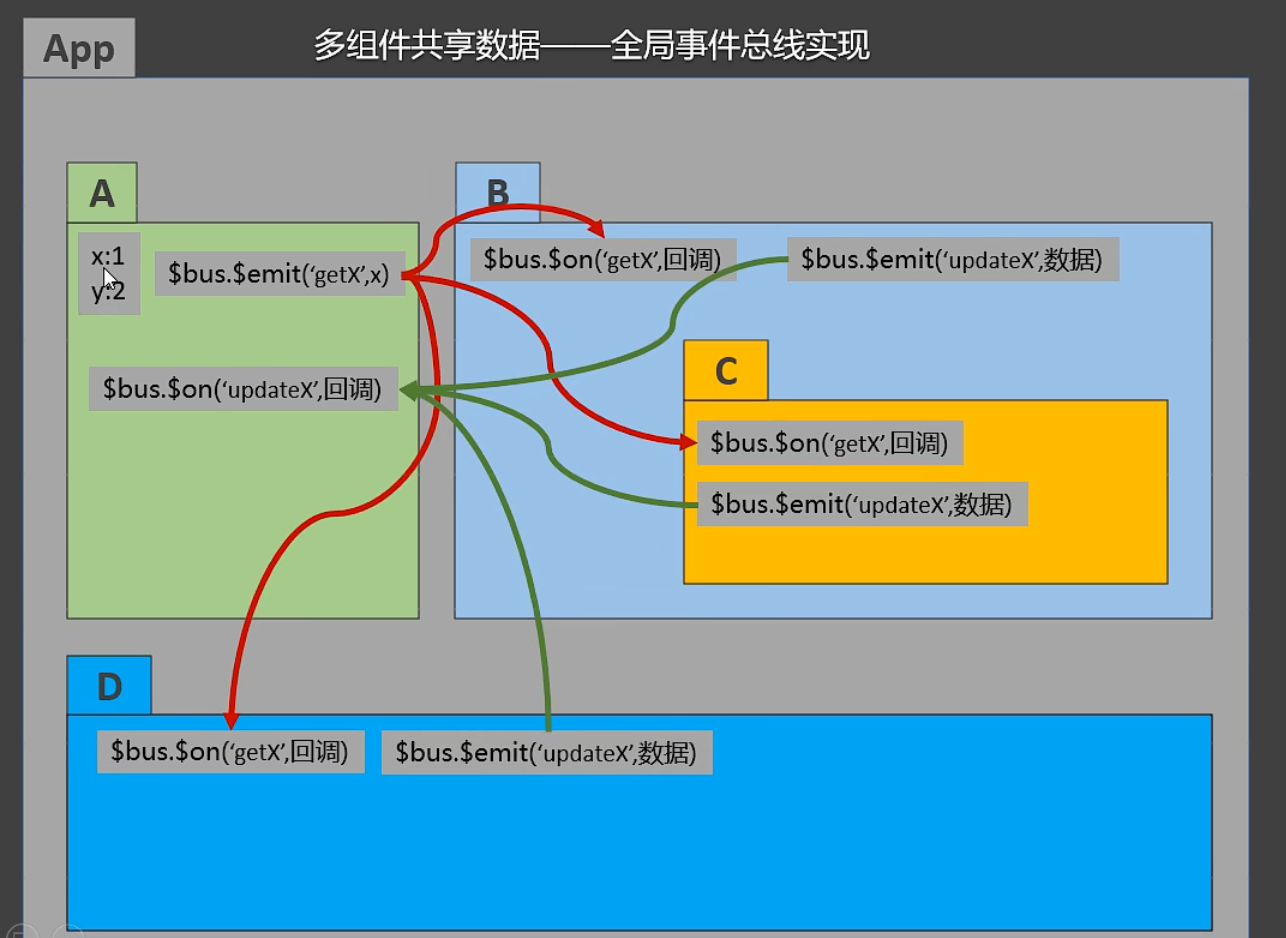 App
多组件共享数据——全局事件总线实现
A
x:1
y:2
$bus.$emit(‘getX’,x)
$bus.$on(‘updateX’,回调)
B
$bus.$on(‘getX’,回调)
$bus.$emit(‘updateX’,数据)
C
$bus.$on(‘getX’,回调)
$bus.$emit(‘updateX’,数据)
D
$bus.$on(‘getX’,回调)
$bus.$emit(‘updateX’,数据)